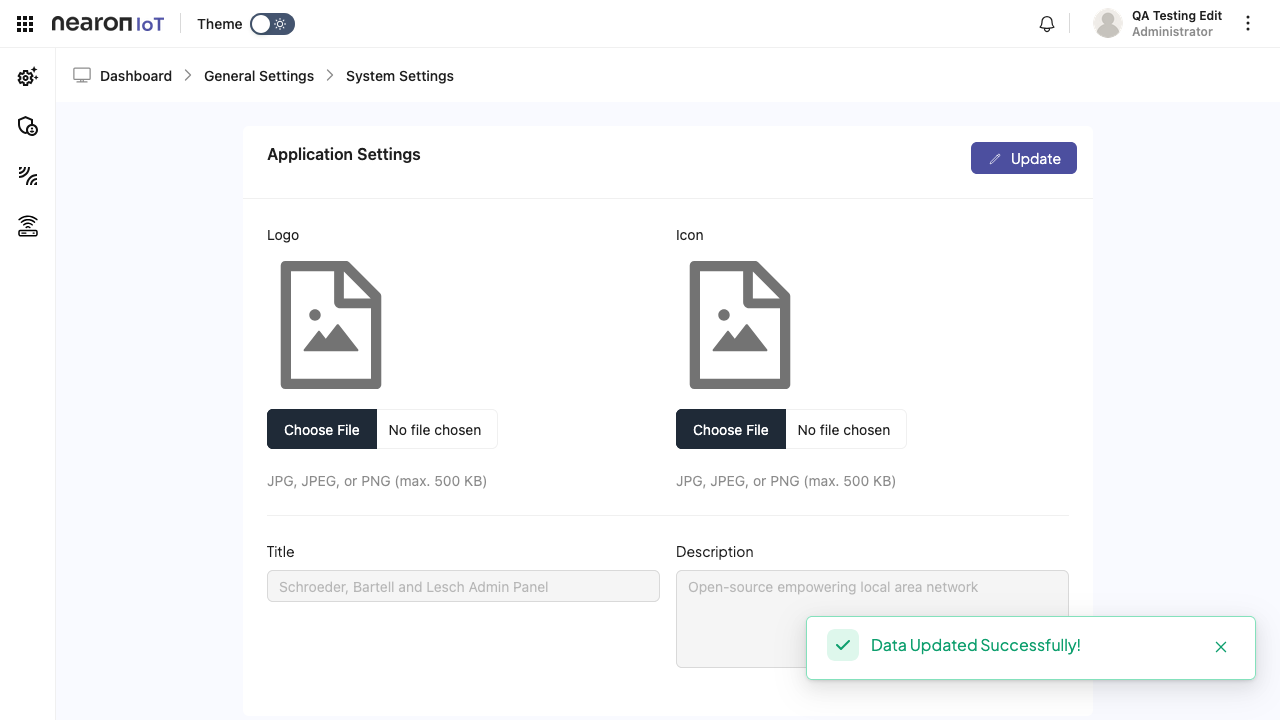 nearon IoT
Theme
QA Testing Edit
Administrator
Dashboard
General Settings
System Settings
Application Settings
Update
Logo
Icon
Choose File
No file chosen
Choose File
No file chosen
JPG, JPEG, or PNG (max. 500 KB)
JPG, JPEG, or PNG (max. 500 KB)
Title
Description
Schroeder, Bartell and Lesch Admin Panel
Open-source empowering local area network
Data Updated Successfully!